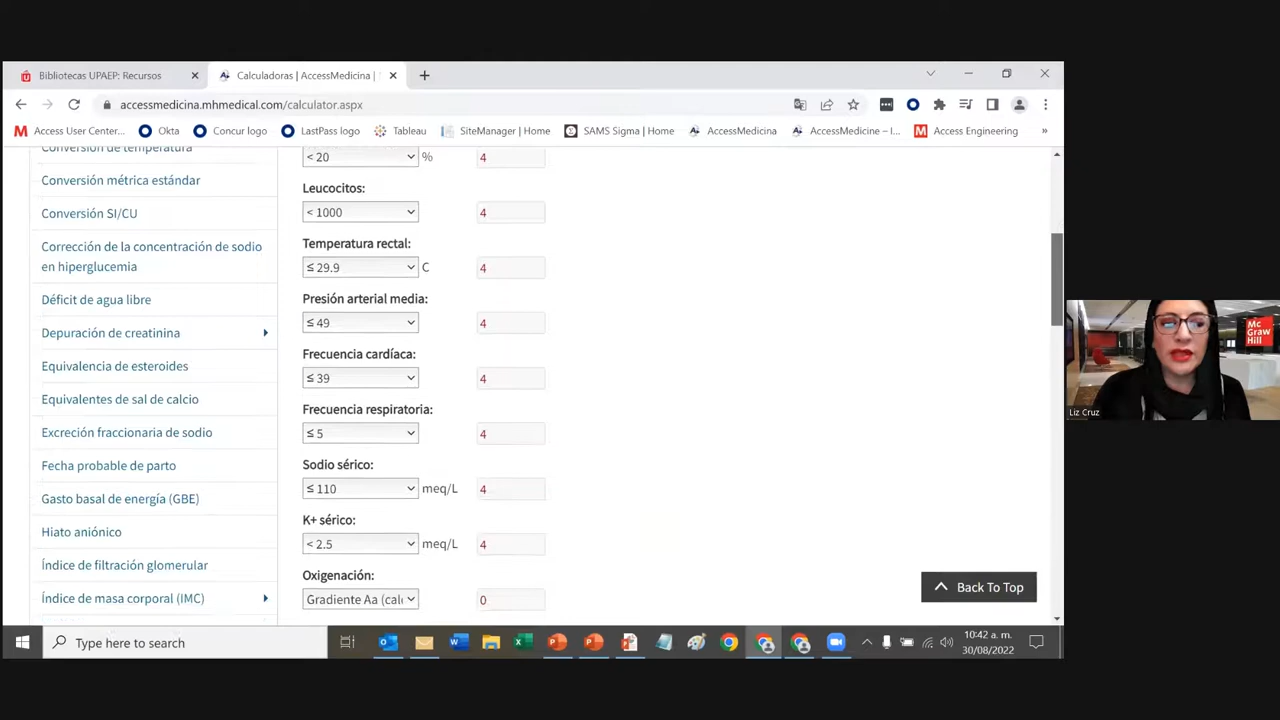 Bibliotecas UPAEP: Recursos
Calculadoras | AccessMedicina |
accessmedicina.mhmedical.com/calculator.aspx
Access User Center...
Okta
Concur logo
LastPass logo
Tableau
SiteManager | Home
SAMS Sigma | Home
AccessMedicina
AccessMedicine – I...
Access Engineering
»
Conversión de temperatura
Conversión métrica estándar
Conversión SI/CU
Corrección de la concentración de sodio
en hiperglucemia
Déficit de agua libre
Depuración de creatinina
Equivalencia de esteroides
Equivalentes de sal de calcio
Excreción fraccionaria de sodio
Fecha probable de parto
Gasto basal de energía (GBE)
Hiato aniónico
Índice de filtración glomerular
Índice de masa corporal (IMC)
< 20 % 4
Leucocitos:
< 1000 4
Temperatura rectal:
≤ 29.9 C 4
Presión arterial media:
≤ 49 4
Frecuencia cardíaca:
≤ 39 4
Frecuencia respiratoria:
≤ 5 4
Sodio sérico:
≤ 110 meq/L 4
K+ sérico:
< 2.5 meq/L 4
Oxigenación:
Gradiente Aa (cal 0
Back To Top
Mc
Graw
Hill
Liz Cruz
Type here to search
10:42 a. m.
30/08/2022